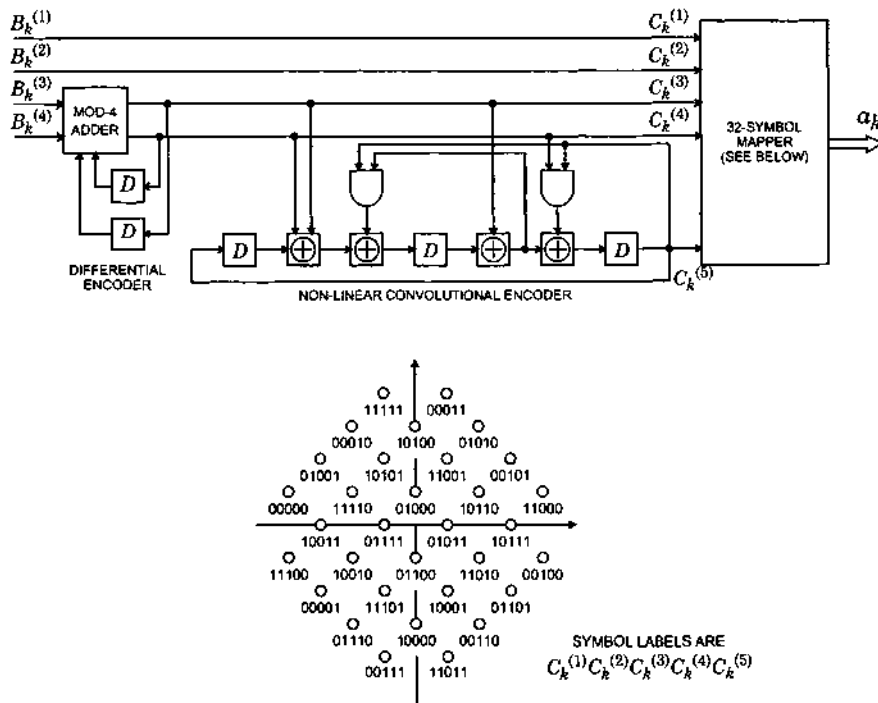 B_k^(1) C_k^(1)
B_k^(2) C_k^(2)
B_k^(3) C_k^(3)
B_k^(4) C_k^(4)
MOD-4
ADDER
32-SYMBOL
MAPPER
(SEE BELOW)
a_k
D
D
D
D
D
C_k^(5)
DIFFERENTIAL
ENCODER
NON-LINEAR CONVOLUTIONAL ENCODER
11111 00011
00010 10100 01010
01001 10101 11001 00101
00000 11110 01000 10110 11000
10011 01111 01011 10111
11100 10010 01100 11010 00100
00001 11101 10001 01101
01110 10000 00110
00111 11011
SYMBOL LABELS ARE
C_k^(1)C_k^(2)C_k^(3)C_k^(4)C_k^(5)